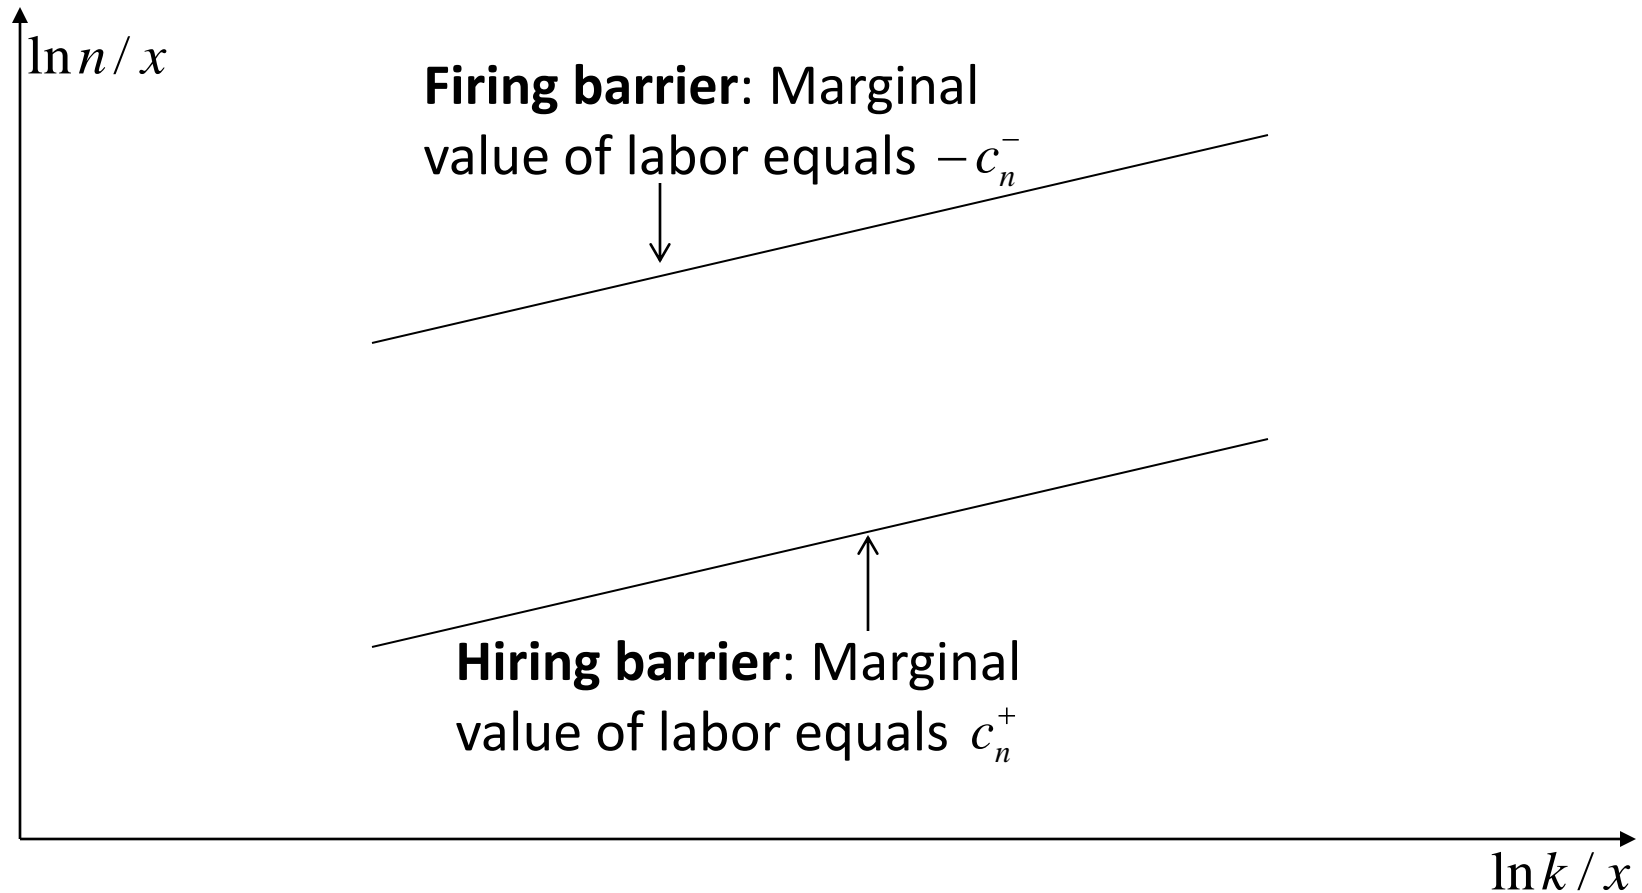 ln n / x
Firing barrier: Marginal
value of labor equals −c_n^−
Hiring barrier: Marginal
value of labor equals c_n^+
ln k / x